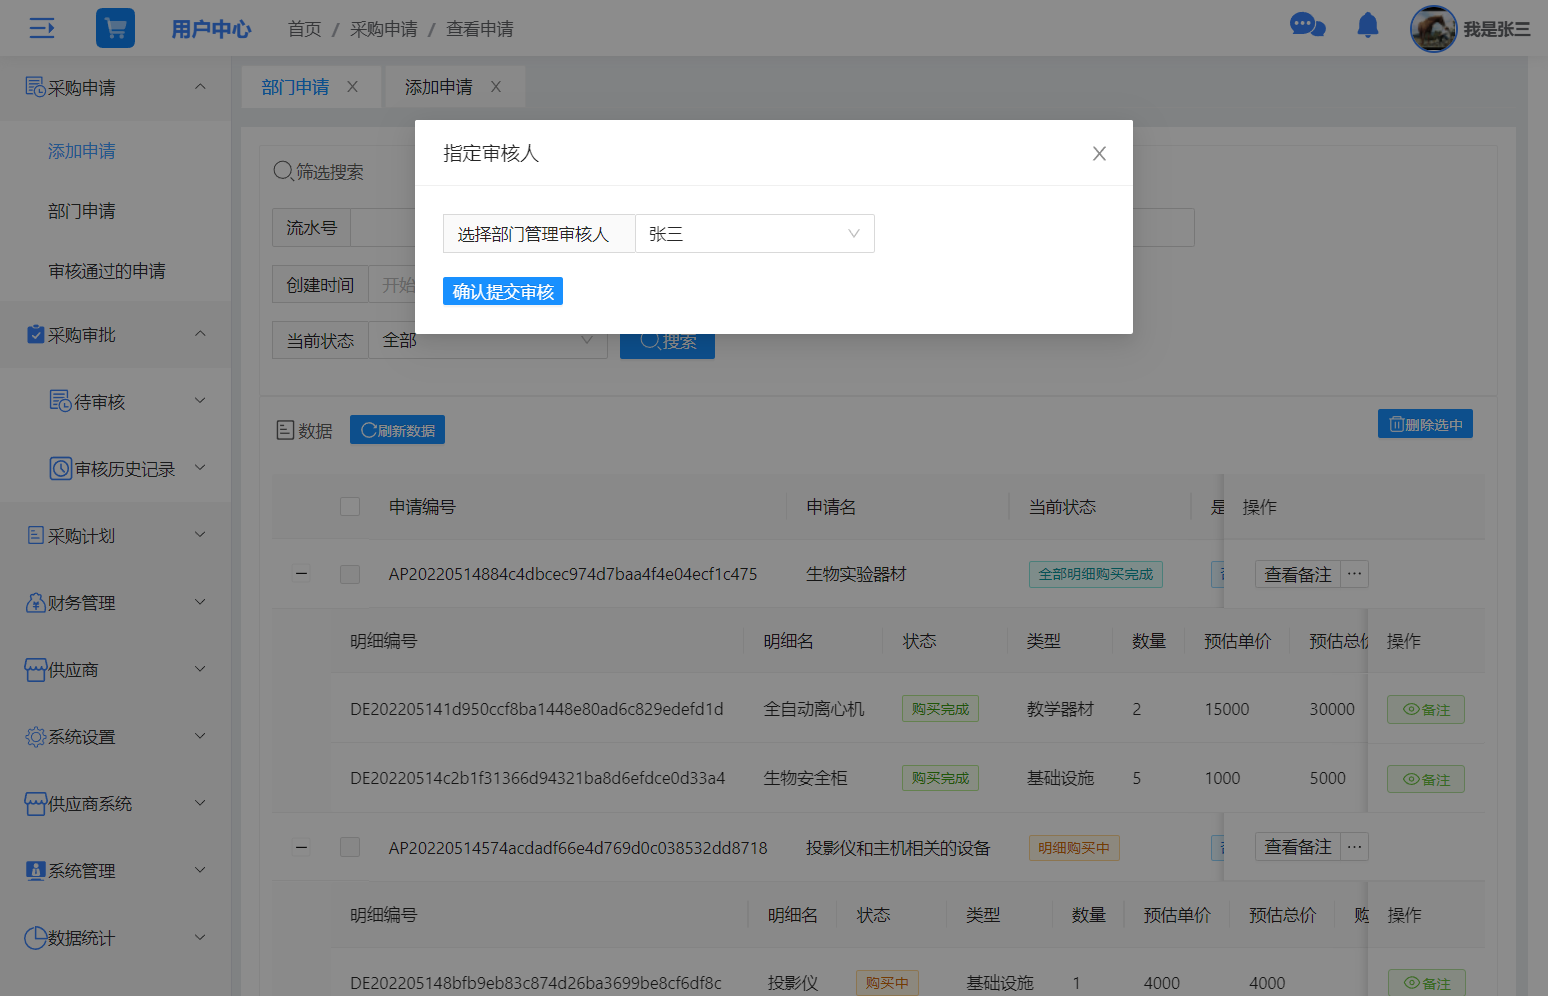 用户中心
首页 / 采购申请 / 查看申请
我是张三
采购申请
添加申请
部门申请
审核通过的申请
采购审批
待审核
审核历史记录
采购计划
财务管理
供应商
系统设置
供应商系统
系统管理
数据统计
部门申请
添加申请
指定审核人
选择部门管理审核人 张三
确认提交审核
筛选搜索
流水号
创建时间 开始
当前状态 全部 搜索
数据 刷新数据 删除选中
申请编号 申请名 当前状态 是 操作
AP20220514884c4dbcec974d7baa4f4e04ecf1c475 生物实验器材 全部明细购买完成 查看备注 ···
明细编号 明细名 状态 类型 数量 预估单价 预估总价 操作
DE202205141d950ccf8ba1448e80ad6c829edefd1d 全自动离心机 购买完成 教学器材 2 15000 30000 备注
DE20220514c2b1f31366d94321ba8d6efdce0d33a4 生物安全柜 购买完成 基础设施 5 1000 5000 备注
AP20220514574acdadf66e4d769d0c038532dd8718 投影仪和主机相关的设备 明细购买中 查看备注 ···
明细编号 明细名 状态 类型 数量 预估单价 预估总价 购 操作
DE202205148bfb9eb83c874d26ba3699be8cf6df8c 投影仪 购买中 基础设施 1 4000 4000 备注